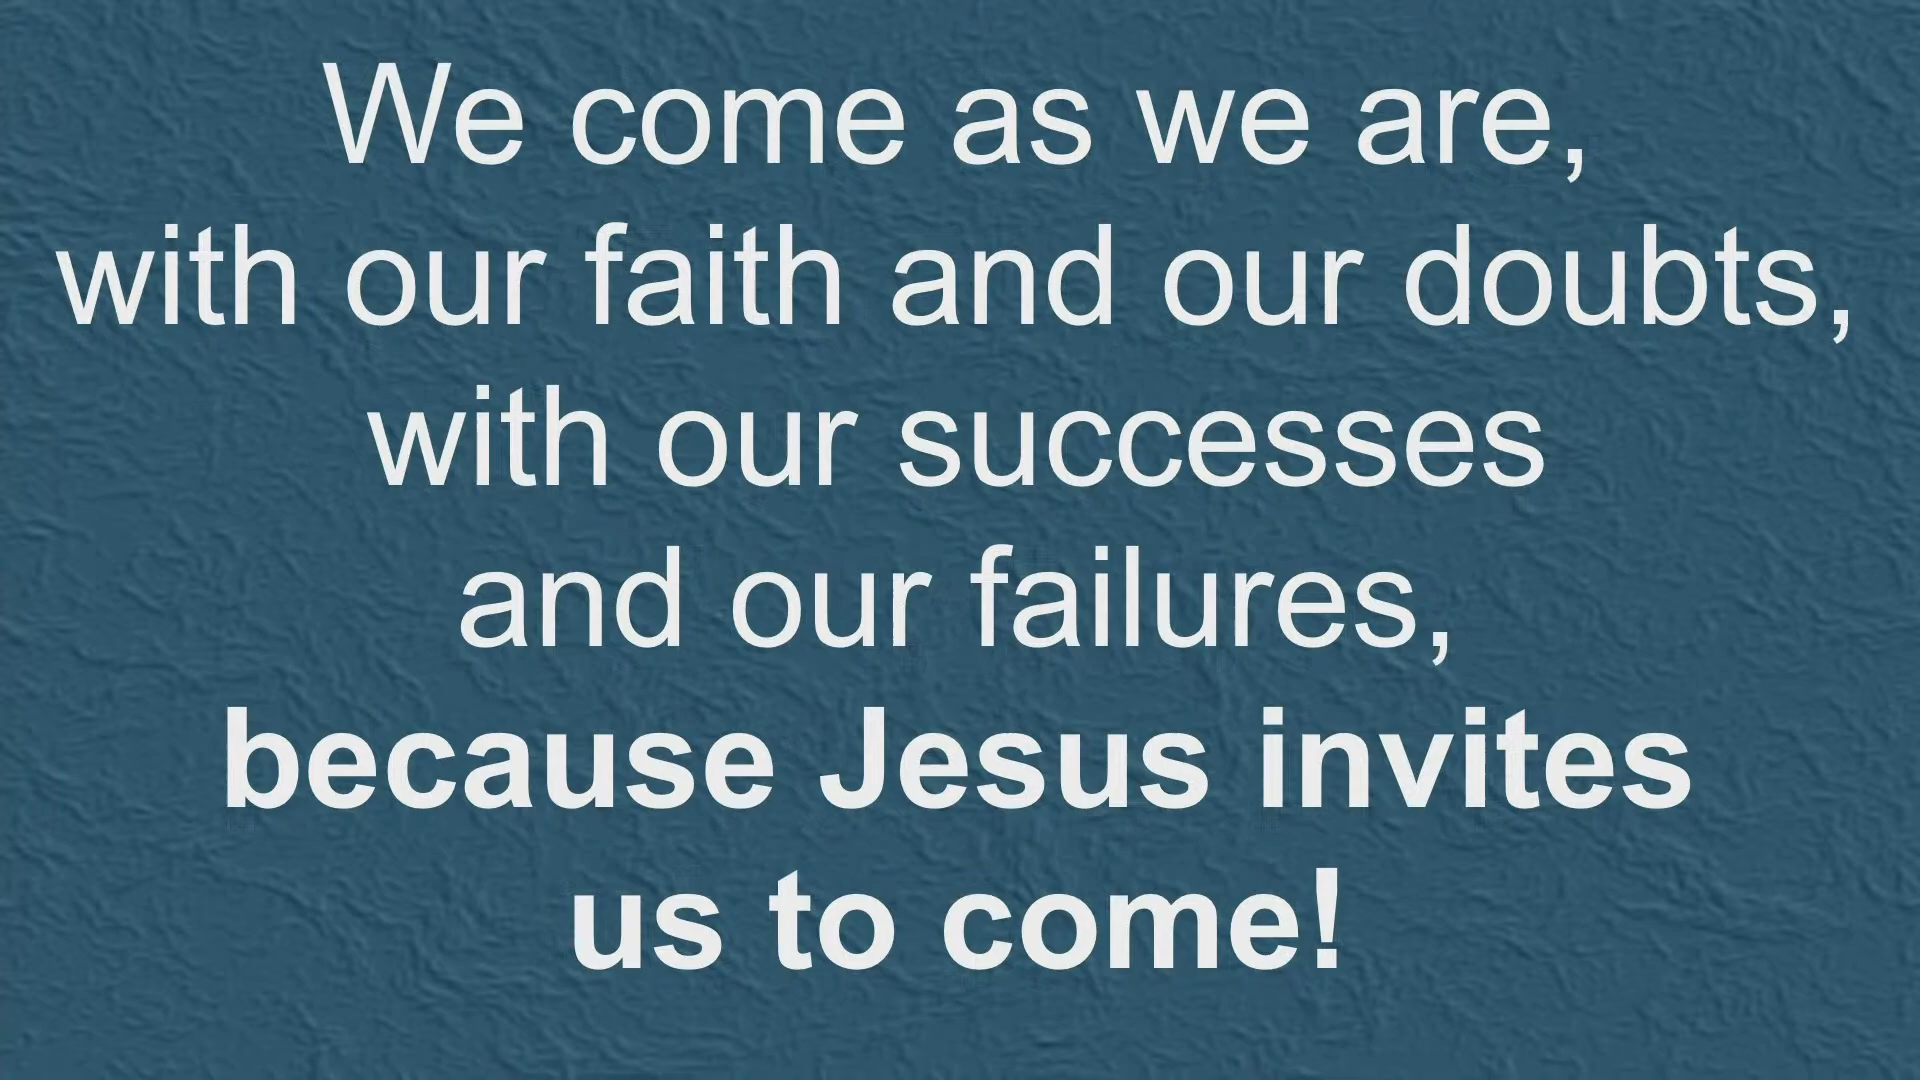 We come as we are,
with our faith and our doubts,
with our successes
and our failures,
because Jesus invites
us to come!